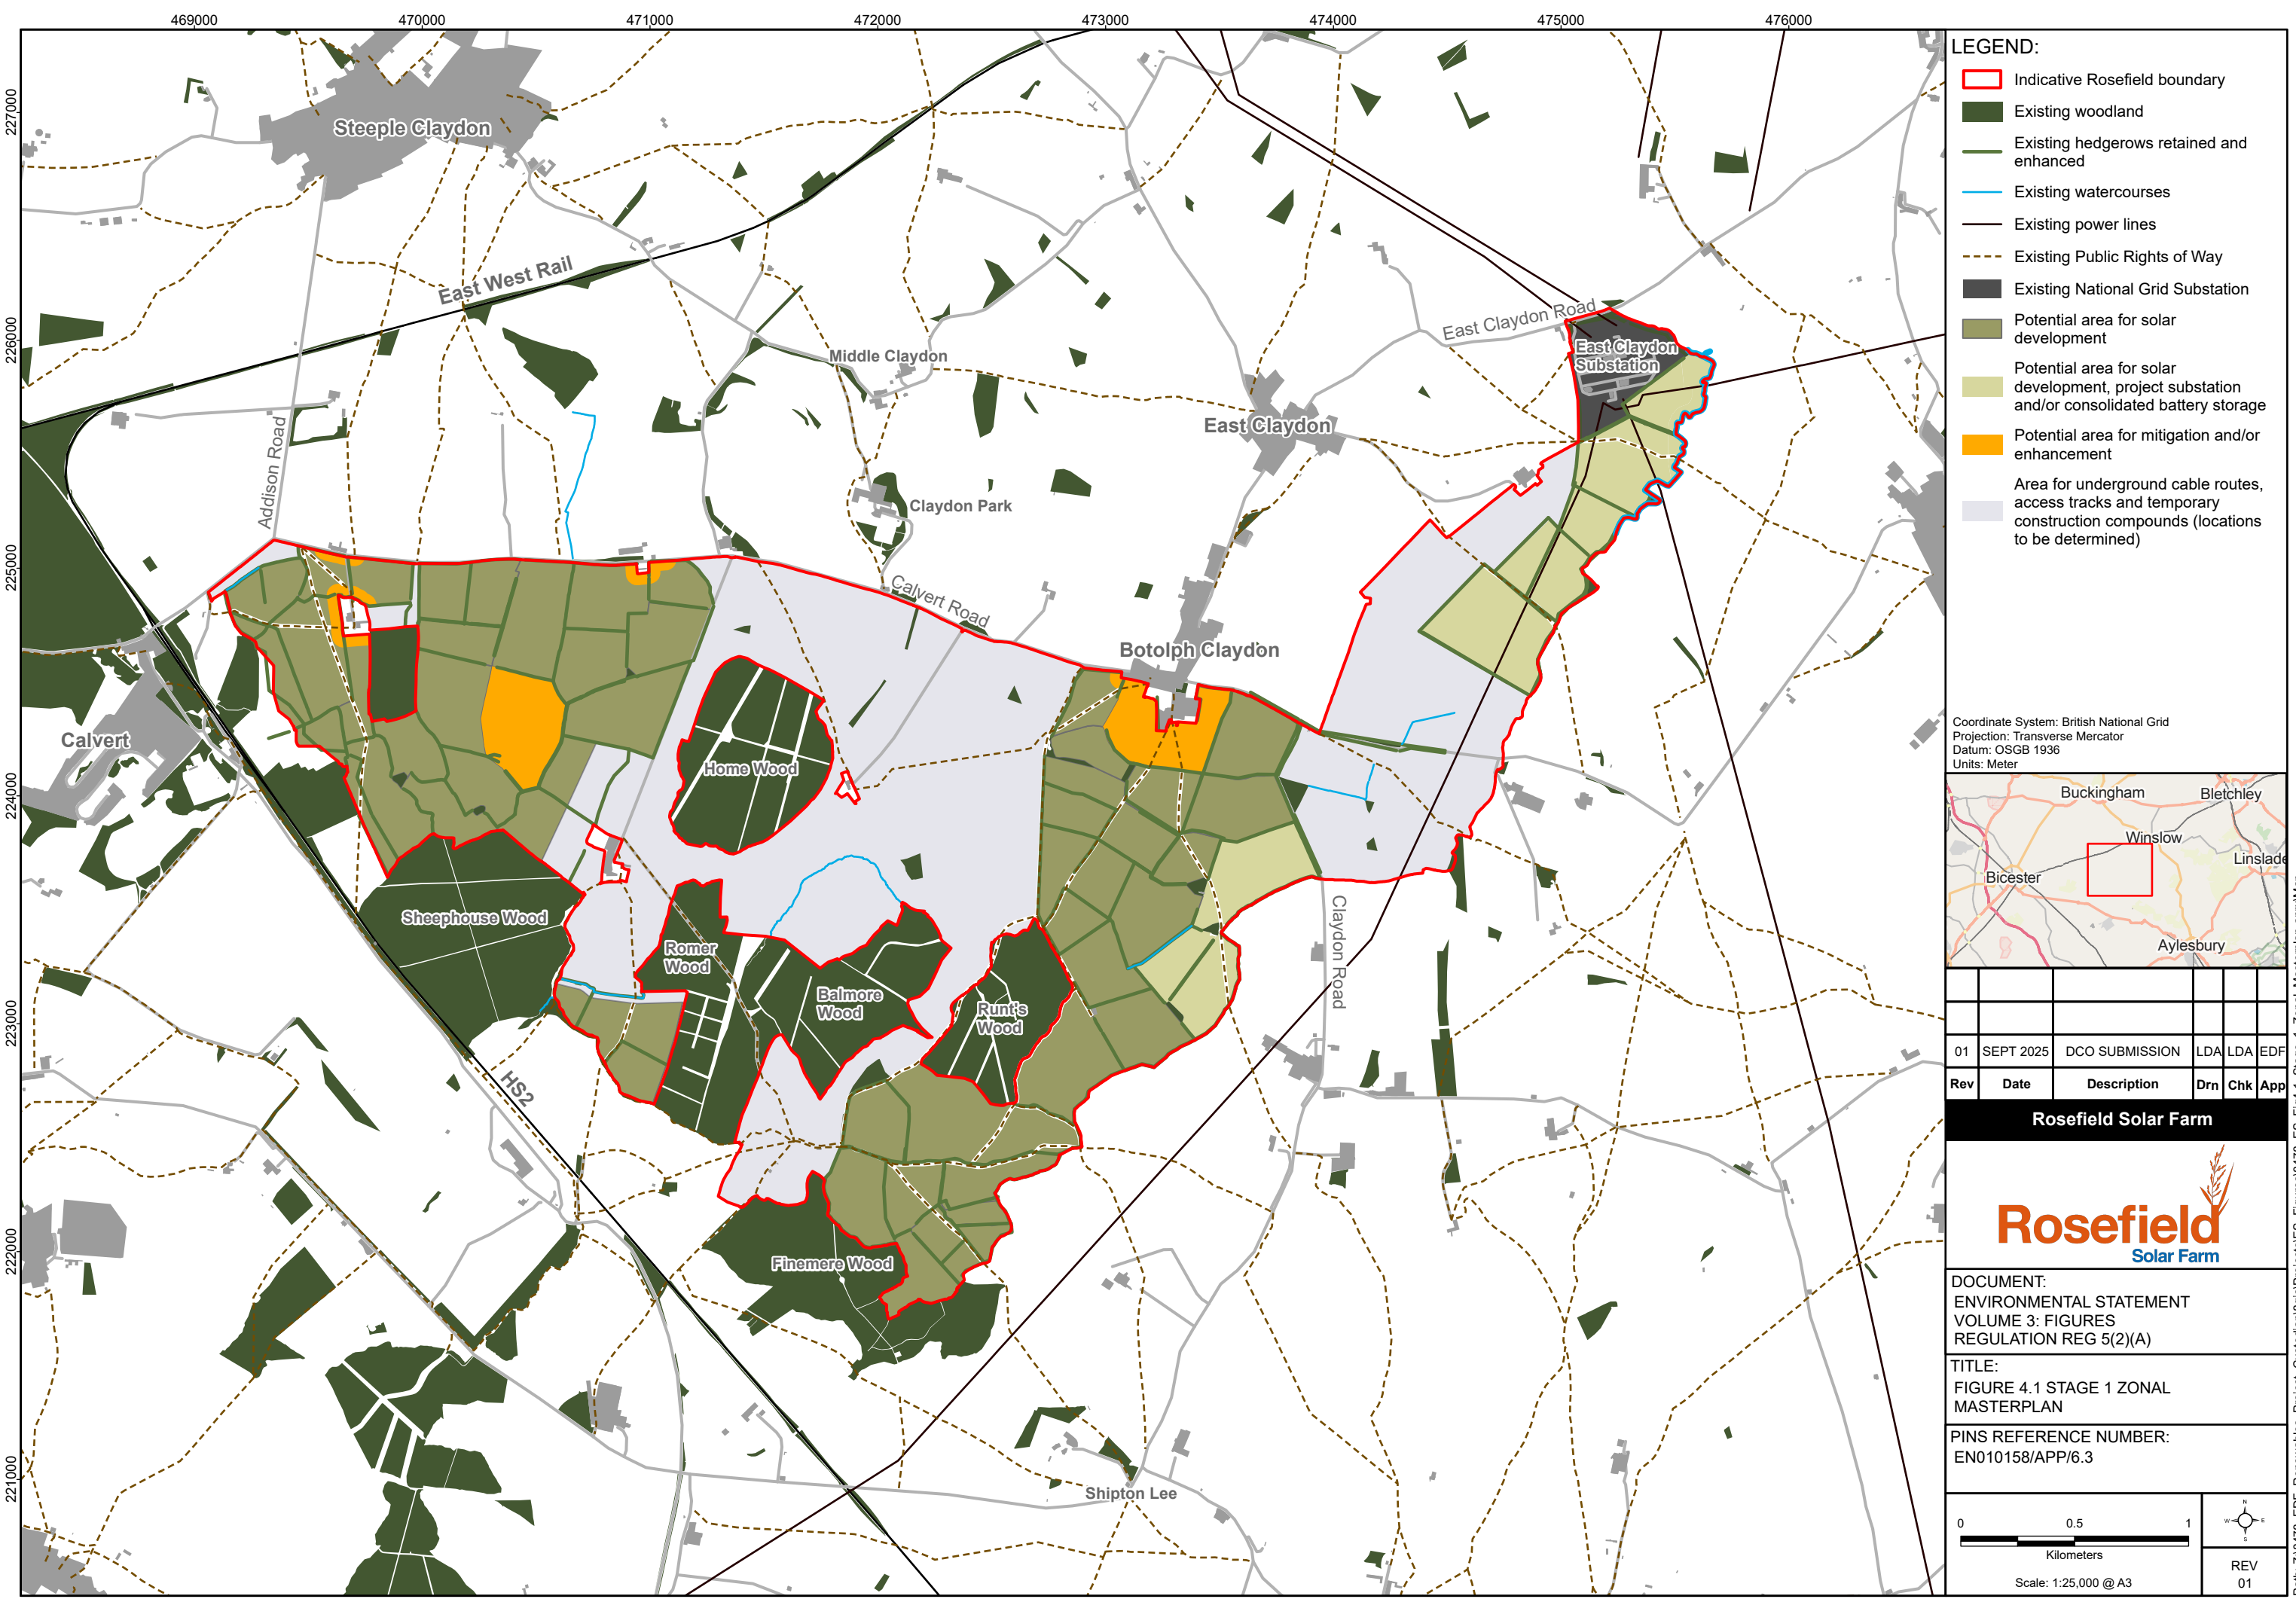 469000 470000 471000 472000 473000 474000 475000 476000
227000
226000
225000
224000
223000
222000
221000
Steeple Claydon
East West Rail
Addison Road
Middle Claydon
Claydon Park
East Claydon
East Claydon Road
East Claydon
Substation
Calvert Road
Botolph Claydon
Calvert
Home Wood
Sheephouse Wood
Romer
Wood
Balmore
Wood
Runt's
Wood
Claydon Road
HS2
Finemere Wood
Shipton Lee
LEGEND:
Indicative Rosefield boundary
Existing woodland
Existing hedgerows retained and
enhanced
Existing watercourses
Existing power lines
Existing Public Rights of Way
Existing National Grid Substation
Potential area for solar
development
Potential area for solar
development, project substation
and/or consolidated battery storage
Potential area for mitigation and/or
enhancement
Area for underground cable routes,
access tracks and temporary
construction compounds (locations
to be determined)
Coordinate System: British National Grid
Projection: Transverse Mercator
Datum: OSGB 1936
Units: Meter
Buckingham
Bletchley
Winslow
Linslade
Bicester
Aylesbury
01 SEPT 2025 DCO SUBMISSION LDA LDA EDF
Rev Date Description Drn Chk App
Rosefield Solar Farm
Rosefield
Solar Farm
DOCUMENT:
ENVIRONMENTAL STATEMENT
VOLUME 3: FIGURES
REGULATION REG 5(2)(A)
TITLE:
FIGURE 4.1 STAGE 1 ZONAL
MASTERPLAN
PINS REFERENCE NUMBER:
EN010158/APP/6.3
0 0.5 1
Kilometers
Scale: 1:25,000 @ A3
N
W E
S
REV
01